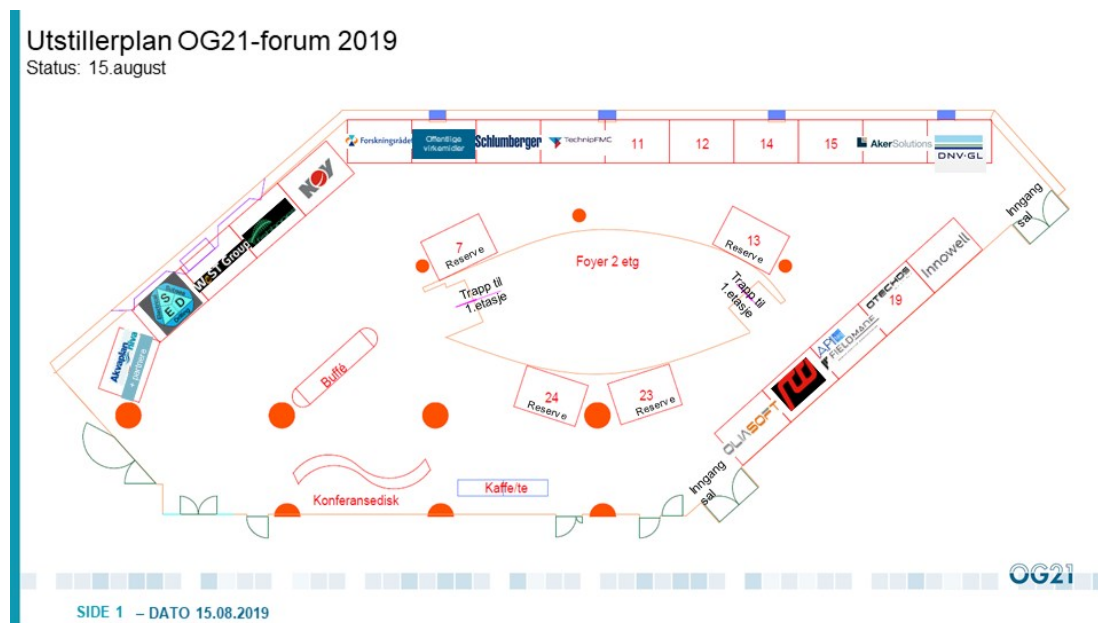 Utstillerplan OG21-forum 2019
Status: 15.august
Forskningsrådet
Offentlige
virkemidler
Schlumberger
TechnipFMC
11
12
14
15
AkerSolutions
DNV·GL
NOV
WeST Group
S
E D
Akvaplan
niva
+ partnere
7
Reserve
13
Reserve
Foyer 2 etg
Trapp til
1.etasje
Trapp til
1.etasje
Inngang
sal
Innowell
OTECHOS
19
API
FIELDMADE
OLIASOFT
Buffé
24
Reserve
23
Reserve
Inngang
sal
Konferansedisk
Kaffe/te
OG21
SIDE 1 – DATO 15.08.2019